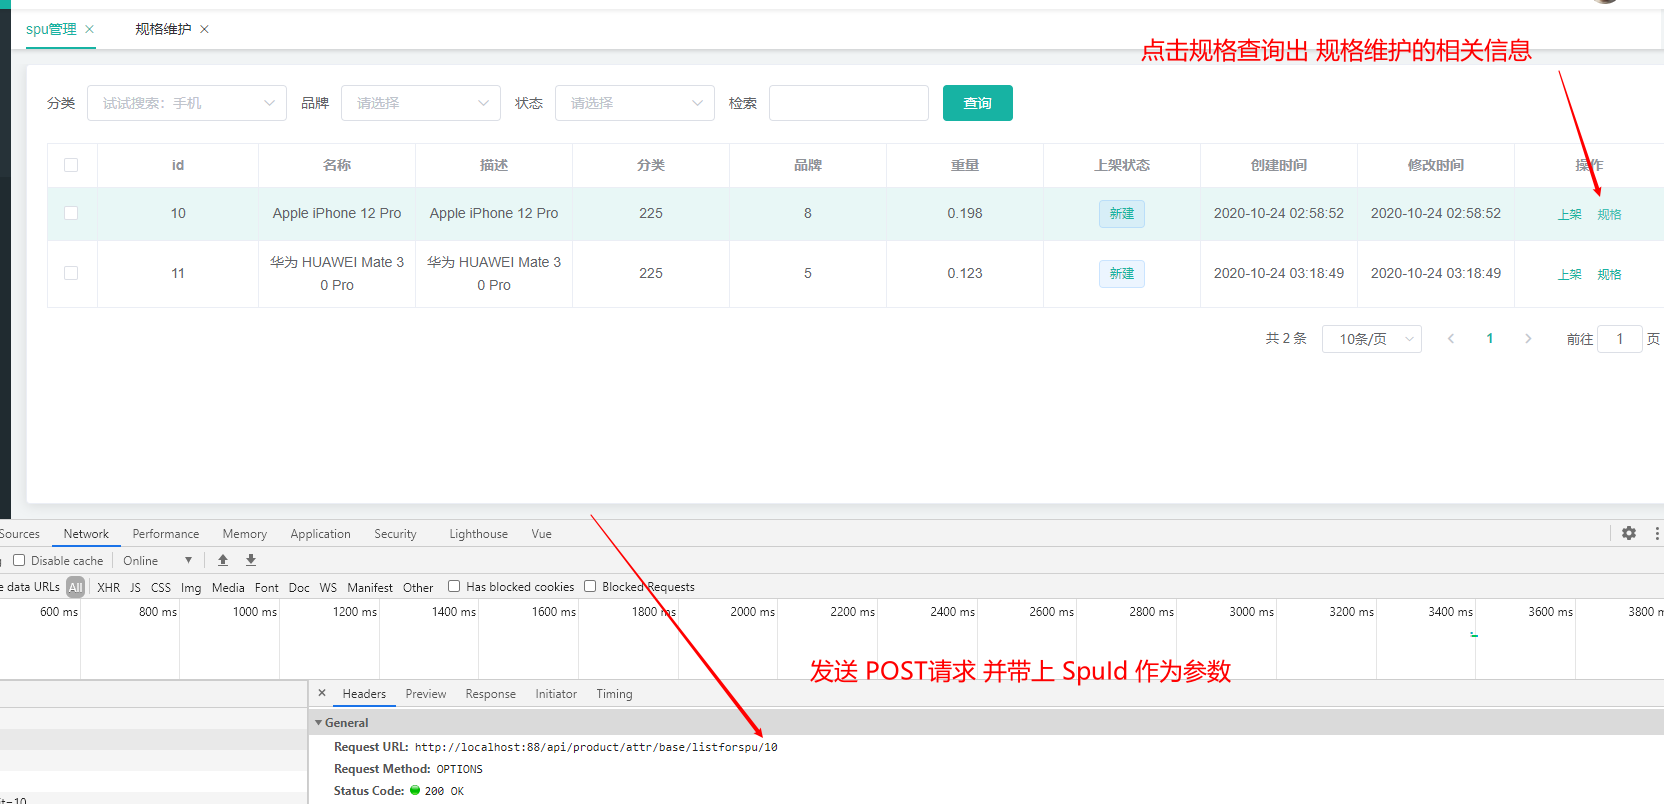 spu管理 × 规格维护 ×
点击规格查询出 规格维护的相关信息
分类 试试搜索：手机 品牌 请选择 状态 请选择 检索 查询
id 名称 描述 分类 品牌 重量 上架状态 创建时间 修改时间 操作
10 Apple iPhone 12 Pro Apple iPhone 12 Pro 225 8 0.198 新建 2020-10-24 02:58:52 2020-10-24 02:58:52 上架 规格
华为 HUAWEI Mate 3 华为 HUAWEI Mate 3
11 225 5 0.123 新建 2020-10-24 03:18:49 2020-10-24 03:18:49 上架 规格
0 Pro 0 Pro
共 2 条 10条/页 < 1 > 前往 1 页
Sources Network Performance Memory Application Security Lighthouse Vue
Disable cache Online ▼
e data URLs All XHR JS CSS Img Media Font Doc WS Manifest Other Has blocked cookies Blocked Requests
600 ms 800 ms 1000 ms 1200 ms 1400 ms 1600 ms 1800 ms 2000 ms 2200 ms 2400 ms 2600 ms 2800 ms 3000 ms 3200 ms 3400 ms 3600 ms 3800 m
发送 POST请求 并带上 SpuId 作为参数
× Headers Preview Response Initiator Timing
General
Request URL: http://localhost:88/api/product/attr/base/listforspu/10
Request Method: OPTIONS
Status Code: 200 OK
it=10